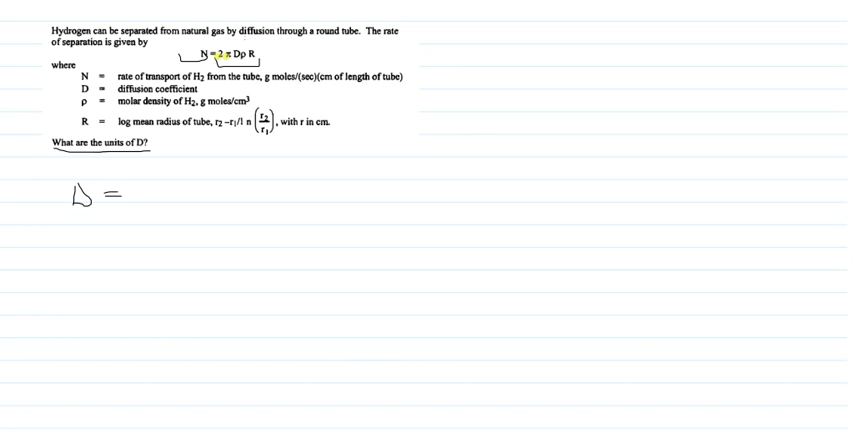 Hydrogen can be separated from natural gas by diffusion through a round tube. The rate
of separation is given by
N = 2 π Dρ R
where
N = rate of transport of H₂ from the tube, g moles/(sec)(cm of length of tube)
D = diffusion coefficient
ρ = molar density of H₂, g moles/cm³
R = log mean radius of tube, r₂ –r₁/l n (r₂/r₁), with r in cm.
What are the units of D?
D =